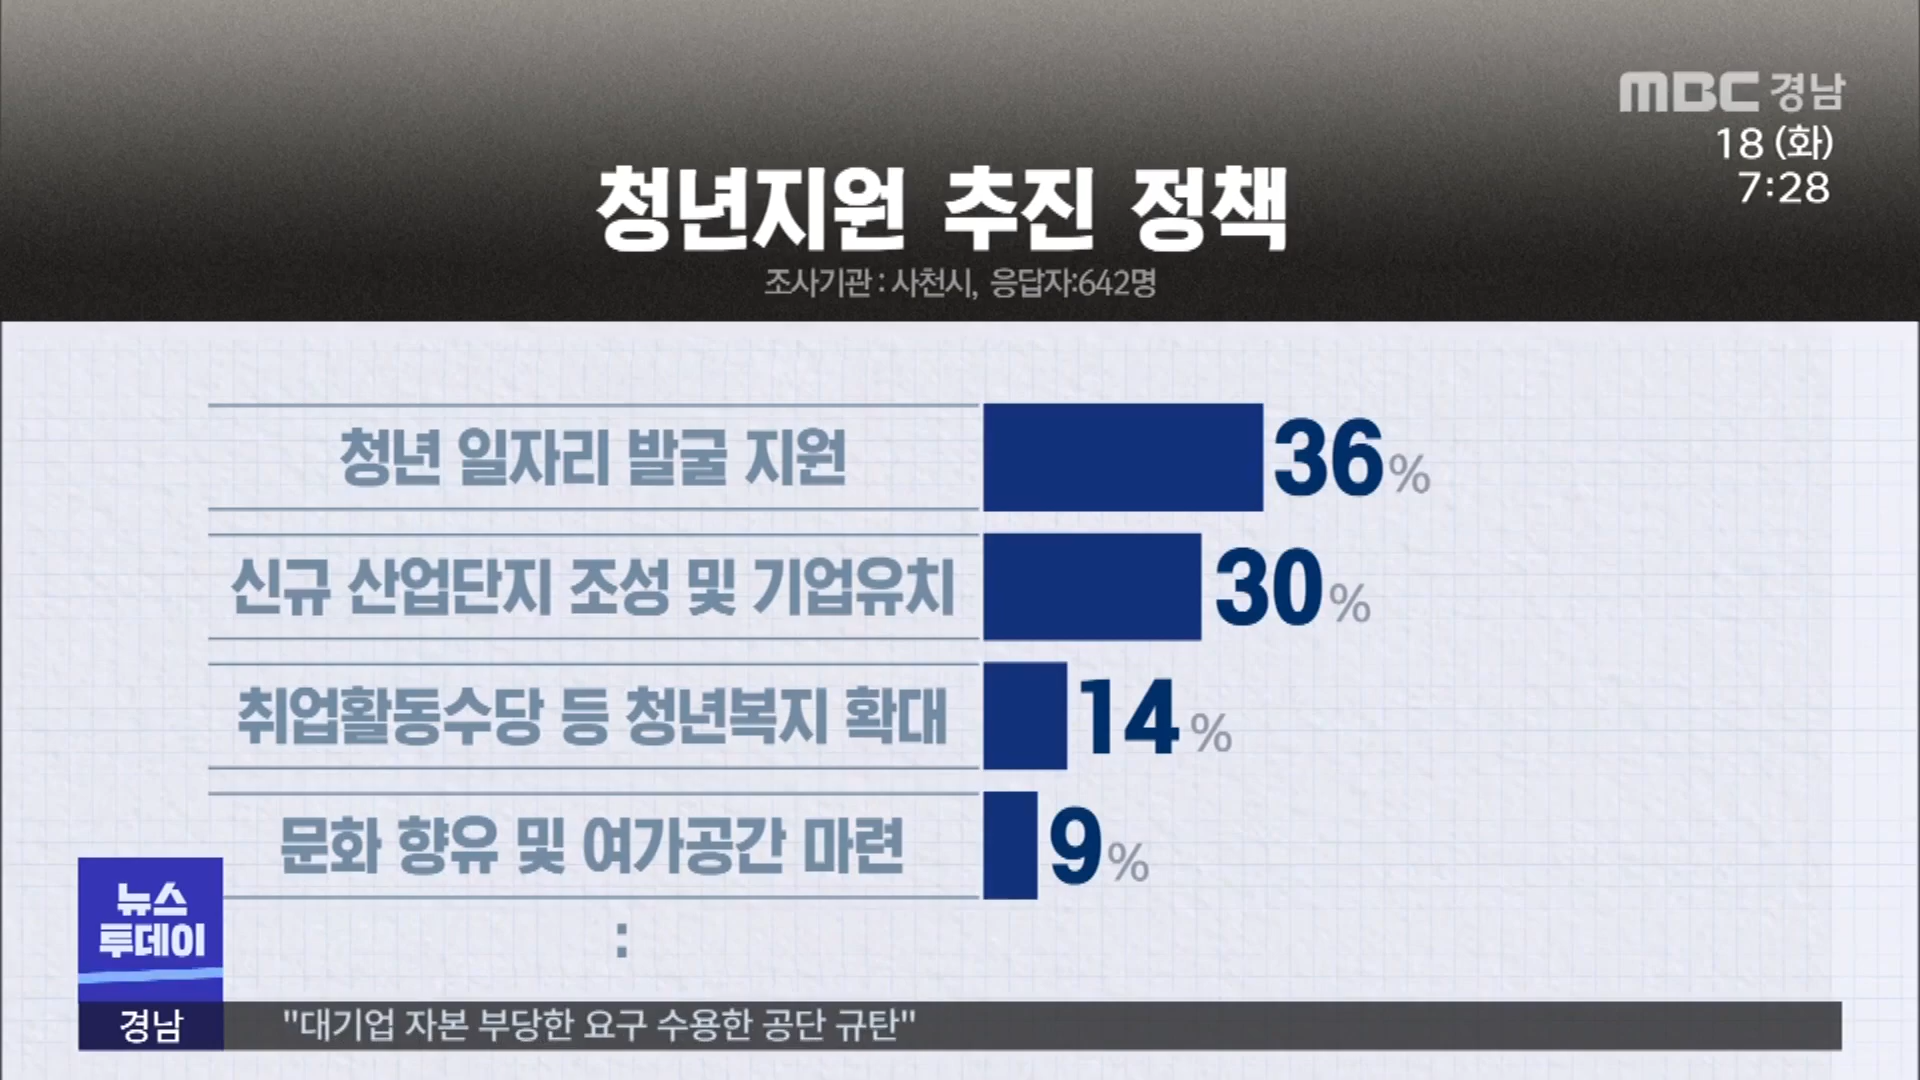 MBC 경남
18 (화)
7:28
청년지원 추진 정책
조사기관 : 사천시, 응답자:642명
청년 일자리 발굴 지원 36%
신규 산업단지 조성 및 기업유치 30%
취업활동수당 등 청년복지 확대 14%
문화 향유 및 여가공간 마련 9%
:
뉴스
투데이
경남 "대기업 자본 부당한 요구 수용한 공단 규탄"